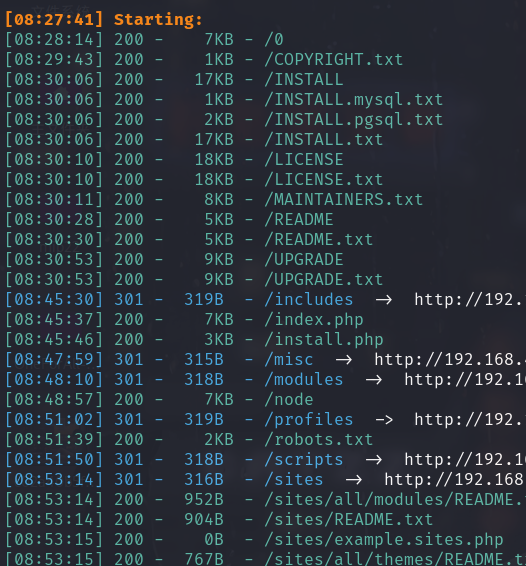 [08:27:41] Starting:
[08:28:14] 200 - 7KB - /0
[08:29:43] 200 - 1KB - /COPYRIGHT.txt
[08:30:06] 200 - 17KB - /INSTALL
[08:30:06] 200 - 1KB - /INSTALL.mysql.txt
[08:30:06] 200 - 2KB - /INSTALL.pgsql.txt
[08:30:06] 200 - 17KB - /INSTALL.txt
[08:30:10] 200 - 18KB - /LICENSE
[08:30:10] 200 - 18KB - /LICENSE.txt
[08:30:11] 200 - 8KB - /MAINTAINERS.txt
[08:30:28] 200 - 5KB - /README
[08:30:30] 200 - 5KB - /README.txt
[08:30:53] 200 - 9KB - /UPGRADE
[08:30:53] 200 - 9KB - /UPGRADE.txt
[08:45:30] 301 - 319B - /includes -> http://192.
[08:45:37] 200 - 7KB - /index.php
[08:45:46] 200 - 3KB - /install.php
[08:47:59] 301 - 315B - /misc -> http://192.168.
[08:48:10] 301 - 318B - /modules -> http://192.16
[08:48:57] 200 - 7KB - /node
[08:51:02] 301 - 319B - /profiles -> http://192.
[08:51:39] 200 - 2KB - /robots.txt
[08:51:50] 301 - 318B - /scripts -> http://192.16
[08:53:14] 301 - 316B - /sites -> http://192.168
[08:53:14] 200 - 952B - /sites/all/modules/README.
[08:53:14] 200 - 904B - /sites/README.txt
[08:53:15] 200 - 0B - /sites/example.sites.php
[08:53:15] 200 - 767B - /sites/all/themes/README.t